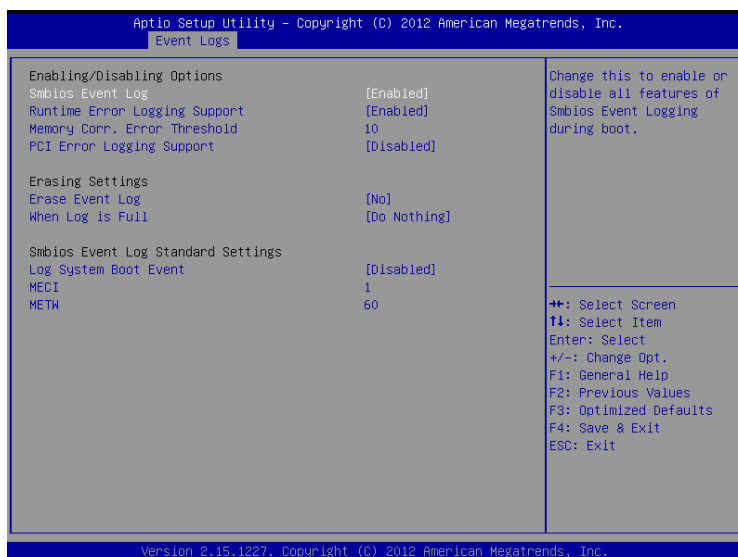 Aptio Setup Utility – Copyright (C) 2012 American Megatrends, Inc.
Event Logs
Enabling/Disabling Options
Smbios Event Log [Enabled]
Runtime Error Logging Support [Enabled]
Memory Corr. Error Threshold 10
PCI Error Logging Support [Disabled]
Erasing Settings
Erase Event Log [No]
When Log is Full [Do Nothing]
Smbios Event Log Standard Settings
Log System Boot Event [Disabled]
MECI 1
METW 60
Change this to enable or
disable all features of
Smbios Event Logging
during boot.
→←: Select Screen
↑↓: Select Item
Enter: Select
+/-: Change Opt.
F1: General Help
F2: Previous Values
F3: Optimized Defaults
F4: Save & Exit
ESC: Exit
Version 2.15.1227. Copyright (C) 2012 American Megatrends, Inc.